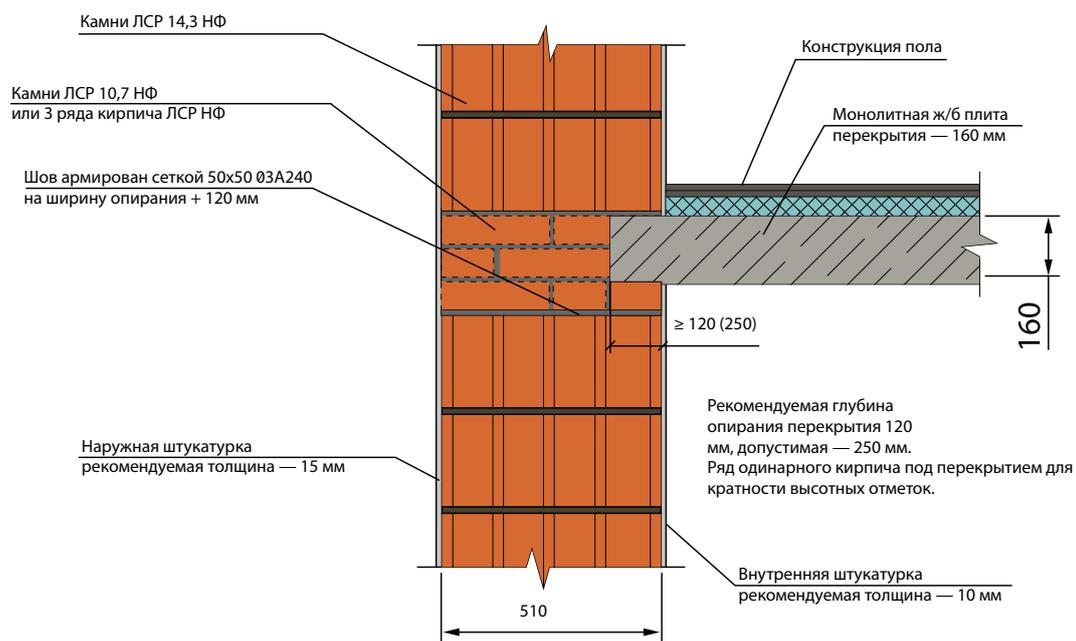 Камни ЛСР 14,3 НФ
Конструкция пола
Камни ЛСР 10,7 НФ
или 3 ряда кирпича ЛСР НФ
Монолитная ж/б плита
перекрытия — 160 мм
Шов армирован сеткой 50х50 Ø3А240
на ширину опирания + 120 мм
≥ 120 (250)
160
Рекомендуемая глубина
опирания перекрытия 120
мм, допустимая — 250 мм.
Ряд одинарного кирпича под перекрытием для
кратности высотных отметок.
Наружная штукатурка
рекомендуемая толщина — 15 мм
Внутренняя штукатурка
рекомендуемая толщина — 10 мм
510